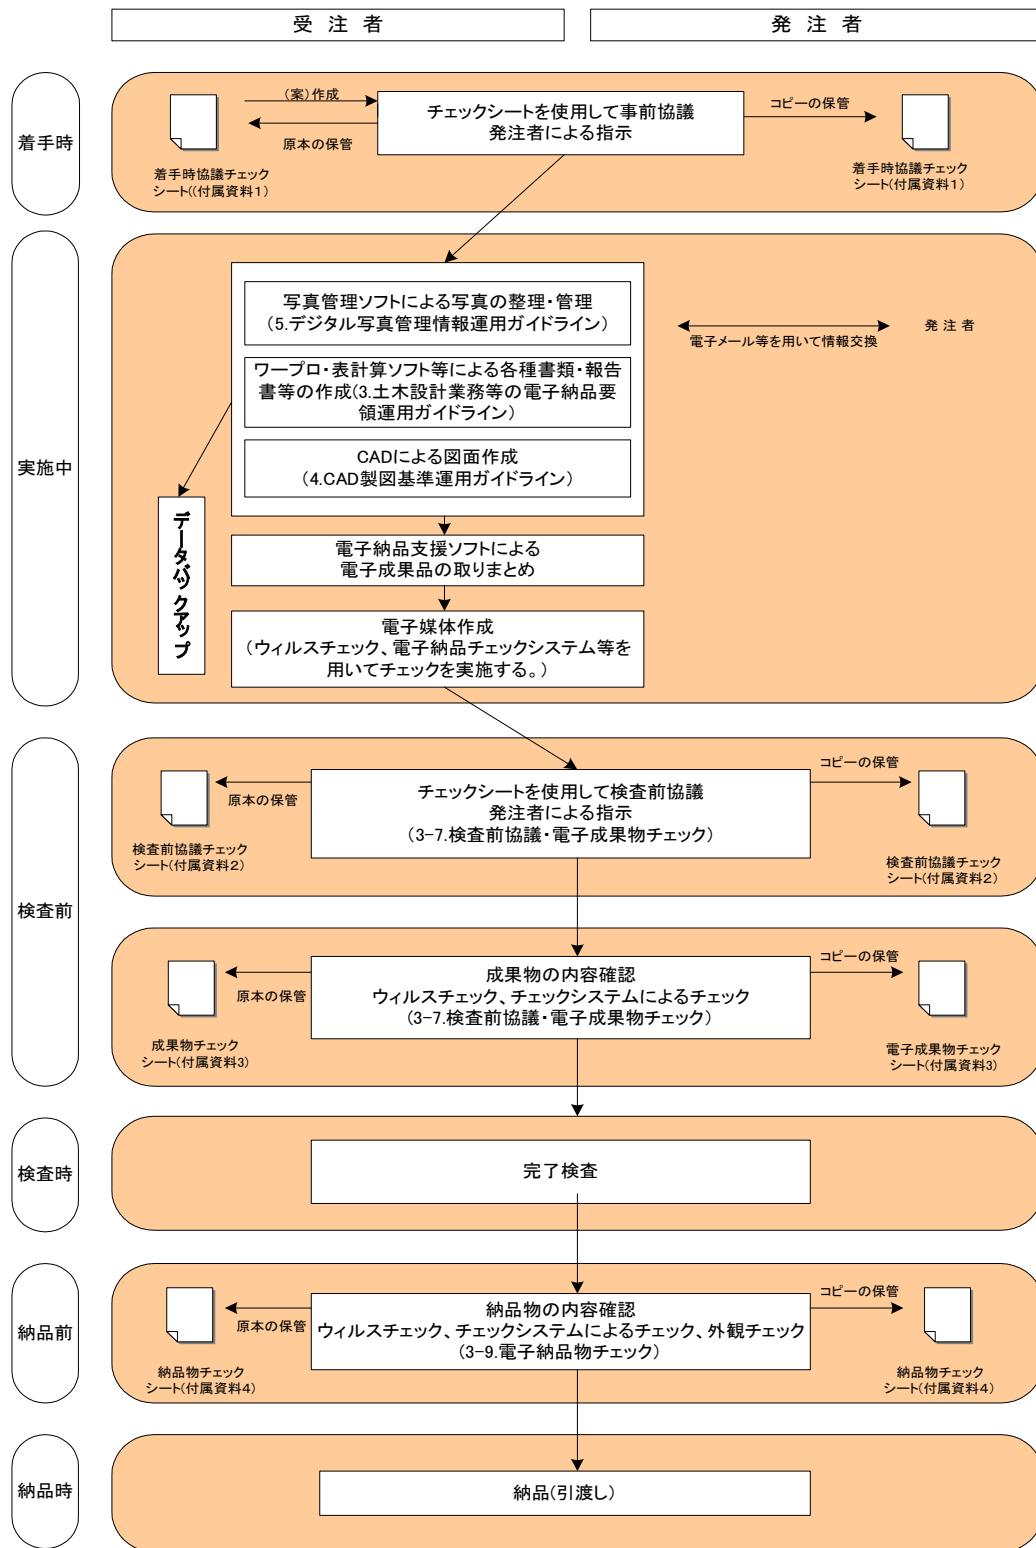 受 注 者
発 注 者
着手時
(案)作成
原本の保管
チェックシートを使用して事前協議
発注者による指示
コピーの保管
着手時協議チェック
シート((付属資料1)
着手時協議チェック
シート(付属資料1)
実施中
写真管理ソフトによる写真の整理・管理
(5.デジタル写真管理情報運用ガイドライン)
ワープロ・表計算ソフト等による各種書類・報告
書等の作成(3.土木設計業務等の電子納品要
領運用ガイドライン)
CADによる図面作成
(4.CAD製図基準運用ガイドライン)
電子メール等を用いて情報交換
発 注 者
データバックアップ
電子納品支援ソフトによる
電子成果品の取りまとめ
電子媒体作成
(ウィルスチェック、電子納品チェックシステム等を
用いてチェックを実施する。)
検査前
原本の保管
チェックシートを使用して検査前協議
発注者による指示
(3-7.検査前協議・電子成果物チェック)
コピーの保管
検査前協議チェック
シート(付属資料2)
検査前協議チェック
シート(付属資料2)
原本の保管
成果物の内容確認
ウィルスチェック、チェックシステムによるチェック
(3-7.検査前協議・電子成果物チェック)
コピーの保管
成果物チェック
シート(付属資料3)
電子成果物チェック
シート(付属資料3)
検査時
完了検査
納品前
原本の保管
納品物の内容確認
ウィルスチェック、チェックシステムによるチェック、外観チェック
(3-9.電子納品物チェック)
コピーの保管
納品物チェック
シート(付属資料4)
納品物チェック
シート(付属資料4)
納品時
納品(引渡し)